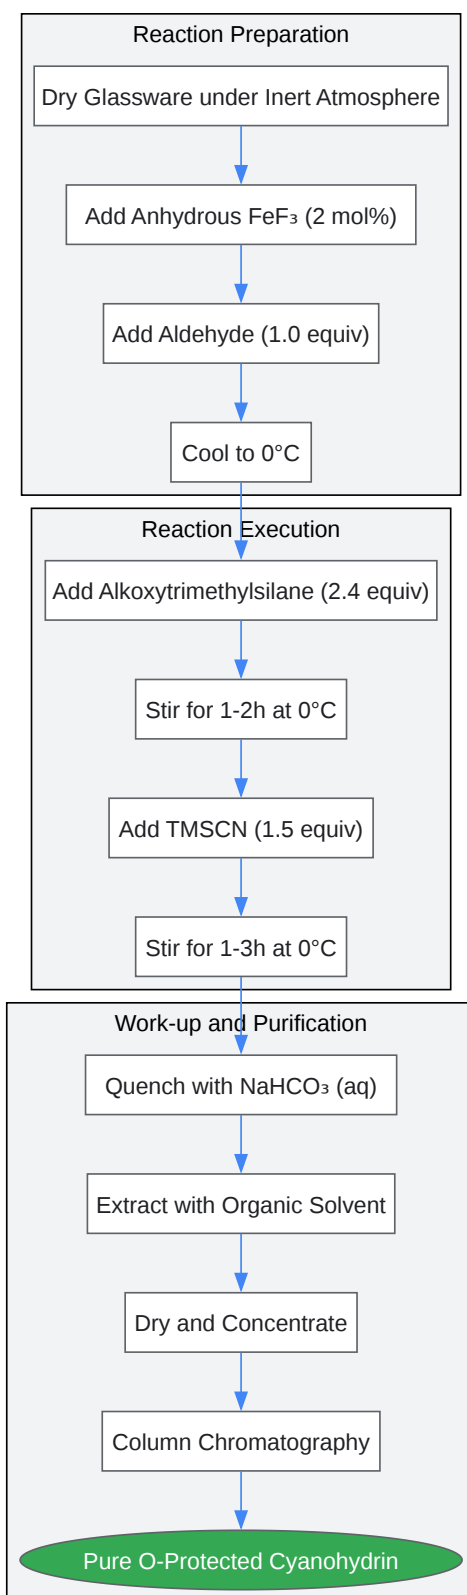 Reaction Preparation
Dry Glassware under Inert Atmosphere
Add Anhydrous FeF₃ (2 mol%)
Add Aldehyde (1.0 equiv)
Cool to 0°C
Reaction Execution
Add Alkoxytrimethylsilane (2.4 equiv)
Stir for 1-2h at 0°C
Add TMSCN (1.5 equiv)
Stir for 1-3h at 0°C
Work-up and Purification
Quench with NaHCO₃ (aq)
Extract with Organic Solvent
Dry and Concentrate
Column Chromatography
Pure O-Protected Cyanohydrin